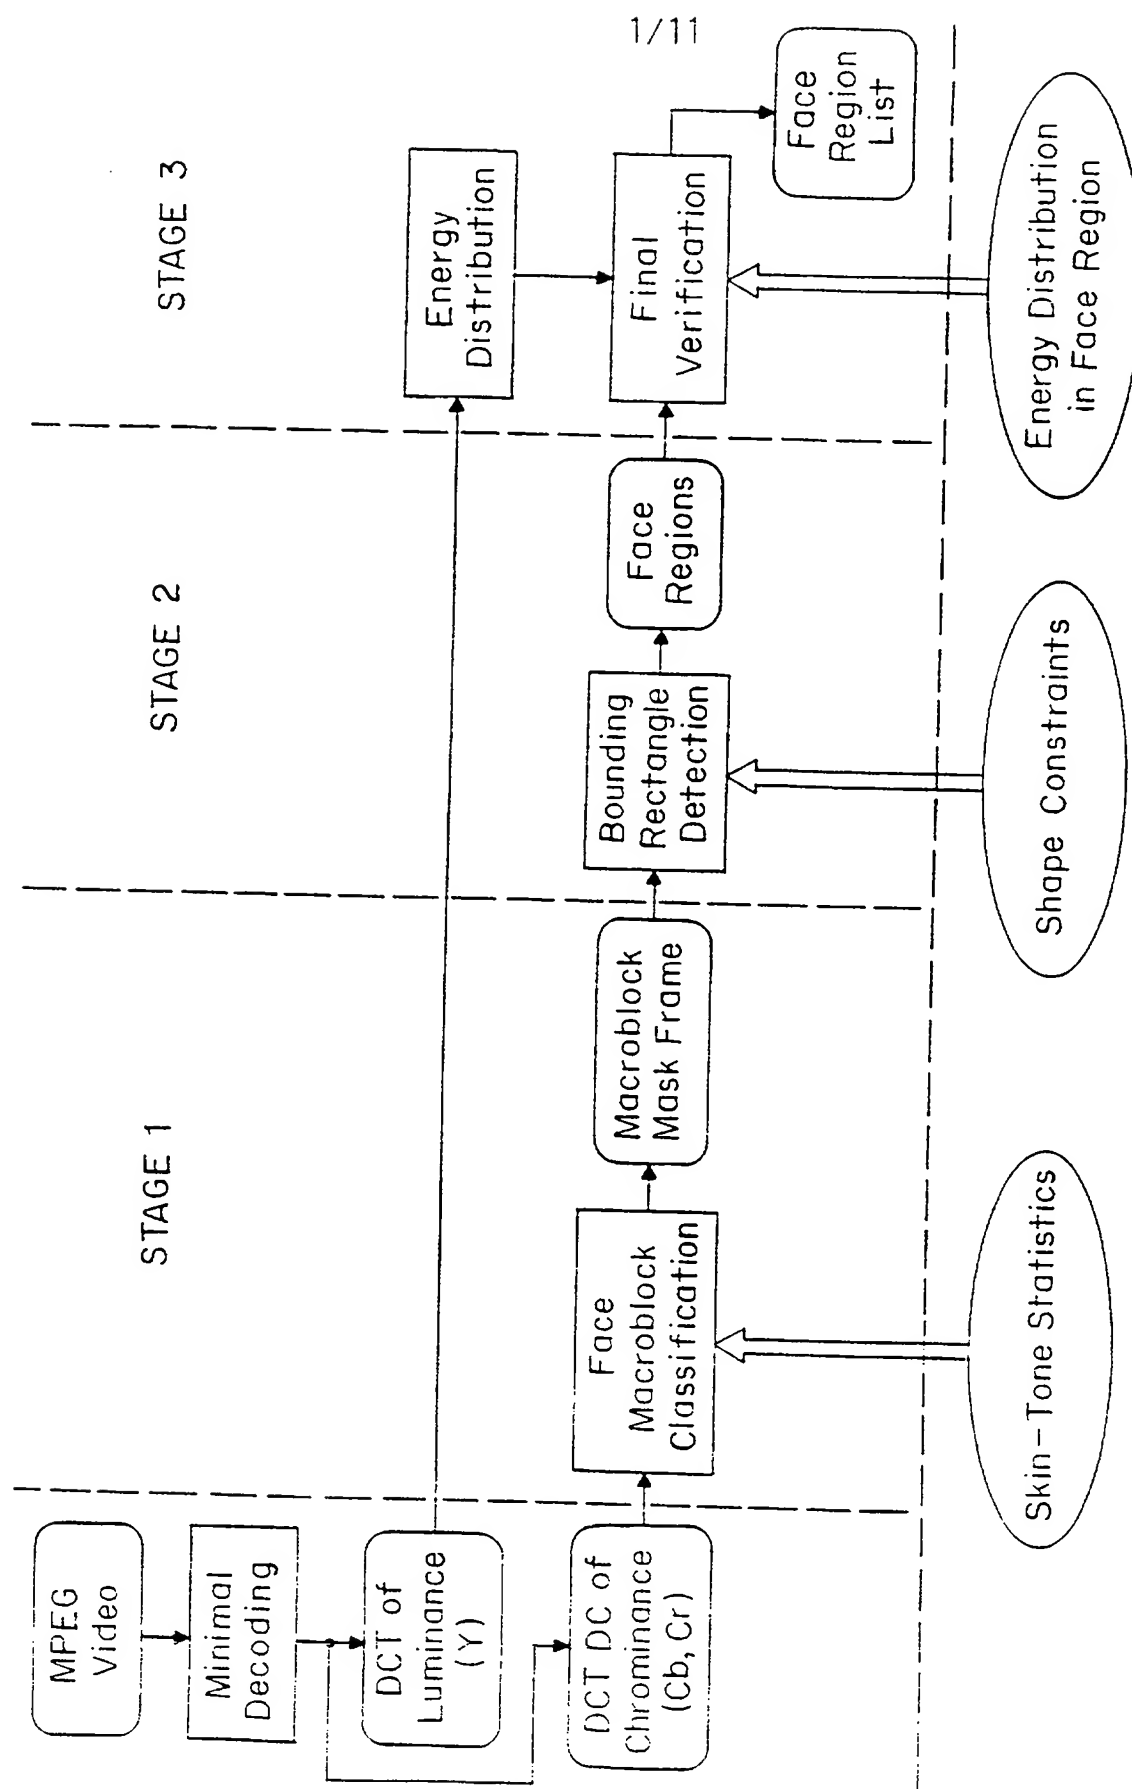 1/11
STAGE 1
STAGE 2
STAGE 3
MPEG
Video
Minimal
Decoding
DCT of
Luminance
(Y)
DCT DC of
Chrominance
(Cb, Cr)
Face
Macroblock
Classification
Macroblock
Mask Frame
Bounding
Rectangle
Detection
Face
Regions
Energy
Distribution
Final
Verification
Face
Region
List
Skin-Tone Statistics
Shape Constraints
Energy Distribution
in Face Region